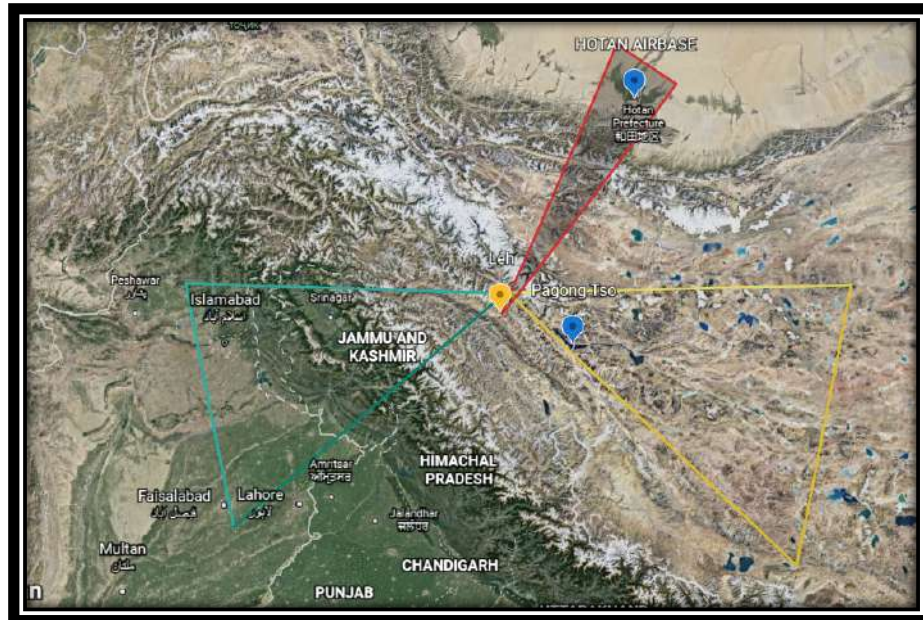 HOTAN AIRBASE
Hotan
Prefecture
和田地区
Leh
Pagong Tso
Peshawar
پشاور
Islamabad
اسلام آباد
Srinagar
JAMMU AND
KASHMIR
HIMACHAL
PRADESH
Amritsar
ਅੰਮ੍ਰਿਤਸਰ
Faisalabad
فیصل آباد
Lahore
لاہور
Jalandhar
ਜਲੰਧਰ
Multan
ملتان
CHANDIGARH
PUNJAB
n